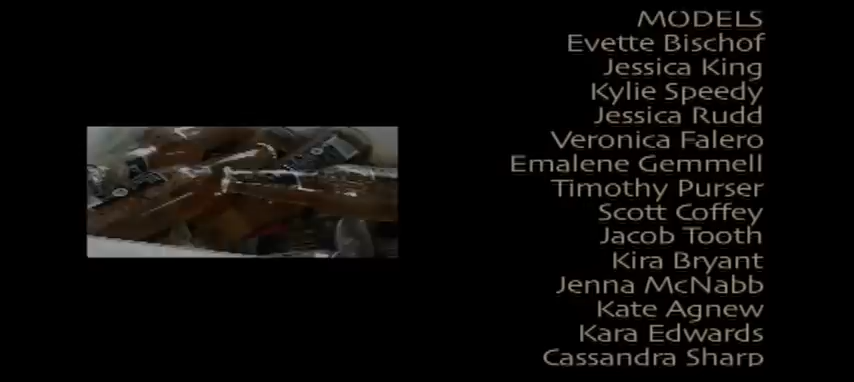 MODELS
Evette Bischof
Jessica King
Kylie Speedy
Jessica Rudd
Veronica Falero
Emalene Gemmell
Timothy Purser
Scott Coffey
Jacob Tooth
Kira Bryant
Jenna McNabb
Kate Agnew
Kara Edwards
Cassandra Sharp